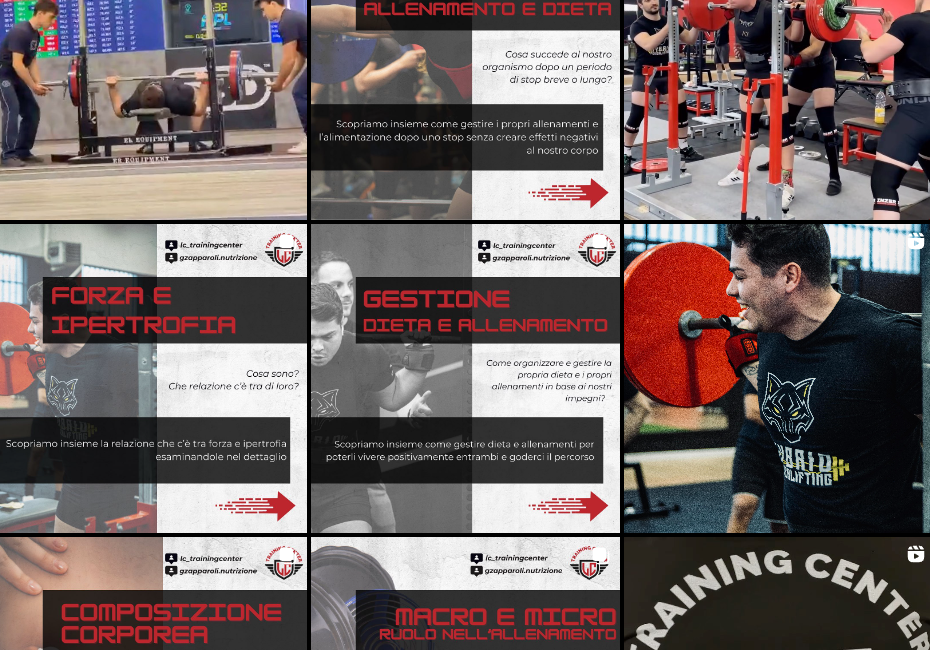 EL EQUIPMENT
ALLENAMENTO E DIETA
Cosa succede al nostro
organismo dopo un periodo
di stop breve o lungo?
Scopriamo insieme come gestire i propri allenamenti e
l'alimentazione dopo uno stop senza creare effetti negativi
al nostro corpo
INZER
lc_trainingcenter
gzapparoli.nutrizione
FORZA E
IPERTROFIA
Cosa sono?
Che relazione c'è tra di loro?
Scopriamo insieme la relazione che c'è tra forza e ipertrofia
esaminandole nel dettaglio
lc_trainingcenter
gzapparoli.nutrizione
GESTIONE
DIETA E ALLENAMENTO
Come organizzare e gestire la
propria dieta e i propri
allenamenti in base ai nostri
impegni?
Scopriamo insieme come gestire dieta e allenamenti per
poterli vivere positivamente entrambi e goderci il percorso
lc_trainingcenter
gzapparoli.nutrizione
COMPOSIZIONE
CORPOREA
lc_trainingcenter
gzapparoli.nutrizione
MACRO E MICRO
RUOLO NELL'ALLENAMENTO
TRAINING CENTER